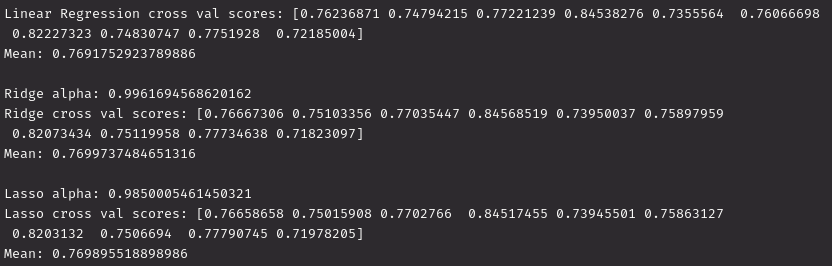 Linear Regression cross val scores: [0.76236871 0.74794215 0.77221239 0.84538276 0.7355564  0.76066698
 0.82227323 0.74830747 0.7751928  0.72185004]
Mean: 0.7691752923789886

Ridge alpha: 0.9961694568620162
Ridge cross val scores: [0.76667306 0.75103356 0.77035447 0.84568519 0.73950037 0.75897959
 0.82073434 0.75119958 0.77734638 0.71823097]
Mean: 0.7699737484651316

Lasso alpha: 0.9850005461450321
Lasso cross val scores: [0.76658658 0.75015908 0.7702766  0.84517455 0.73945501 0.75863127
 0.8203132  0.7506694  0.77790745 0.71978205]
Mean: 0.769895518898986